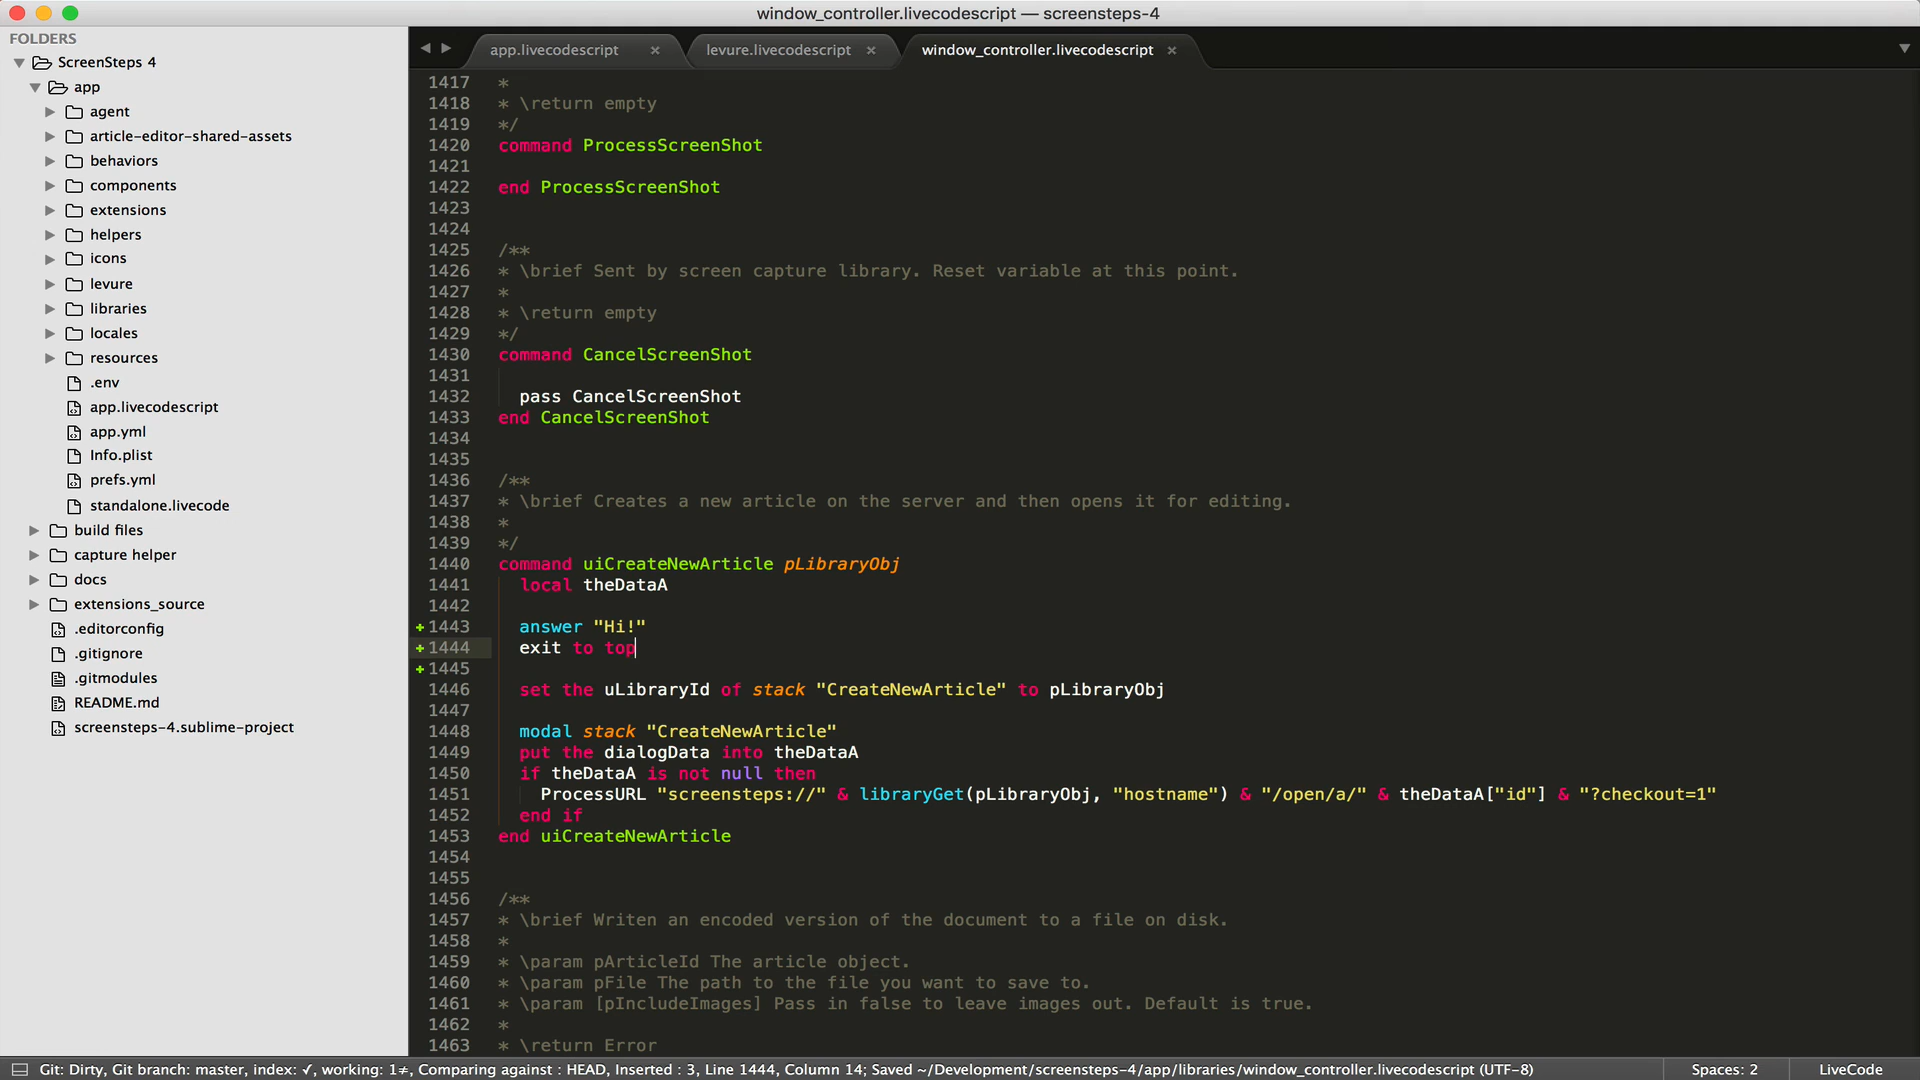 window_controller.livecodescript — screensteps-4
FOLDERS
ScreenSteps 4
app
agent
article-editor-shared-assets
behaviors
components
extensions
helpers
icons
levure
libraries
locales
resources
.env
app.livecodescript
app.yml
Info.plist
prefs.yml
standalone.livecode
build files
capture helper
docs
extensions_source
.editorconfig
.gitignore
.gitmodules
README.md
screensteps-4.sublime-project
app.livecodescript × levure.livecodescript × window_controller.livecodescript ×
1417 *
1418 * \return empty
1419 */
1420 command ProcessScreenShot
1421
1422 end ProcessScreenShot
1423
1424
1425 /**
1426 * \brief Sent by screen capture library. Reset variable at this point.
1427 *
1428 * \return empty
1429 */
1430 command CancelScreenShot
1431
1432 pass CancelScreenShot
1433 end CancelScreenShot
1434
1435
1436 /**
1437 * \brief Creates a new article on the server and then opens it for editing.
1438 *
1439 */
1440 command uiCreateNewArticle pLibraryObj
1441 local theDataA
1442
+ 1443 answer "Hi!"
+ 1444 exit to top
+ 1445
1446 set the uLibraryId of stack "CreateNewArticle" to pLibraryObj
1447
1448 modal stack "CreateNewArticle"
1449 put the dialogData into theDataA
1450 if theDataA is not null then
1451 ProcessURL "screensteps://" & libraryGet(pLibraryObj, "hostname") & "/open/a/" & theDataA["id"] & "?checkout=1"
1452 end if
1453 end uiCreateNewArticle
1454
1455
1456 /**
1457 * \brief Writen an encoded version of the document to a file on disk.
1458 *
1459 * \param pArticleId The article object.
1460 * \param pFile The path to the file you want to save to.
1461 * \param [pIncludeImages] Pass in false to leave images out. Default is true.
1462 *
1463 * \return Error
Git: Dirty, Git branch: master, index: ✓, working: 1≠, Comparing against : HEAD, Inserted : 3, Line 1444, Column 14; Saved ~/Development/screensteps-4/app/libraries/window_controller.livecodescript (UTF-8) Spaces: 2 LiveCode